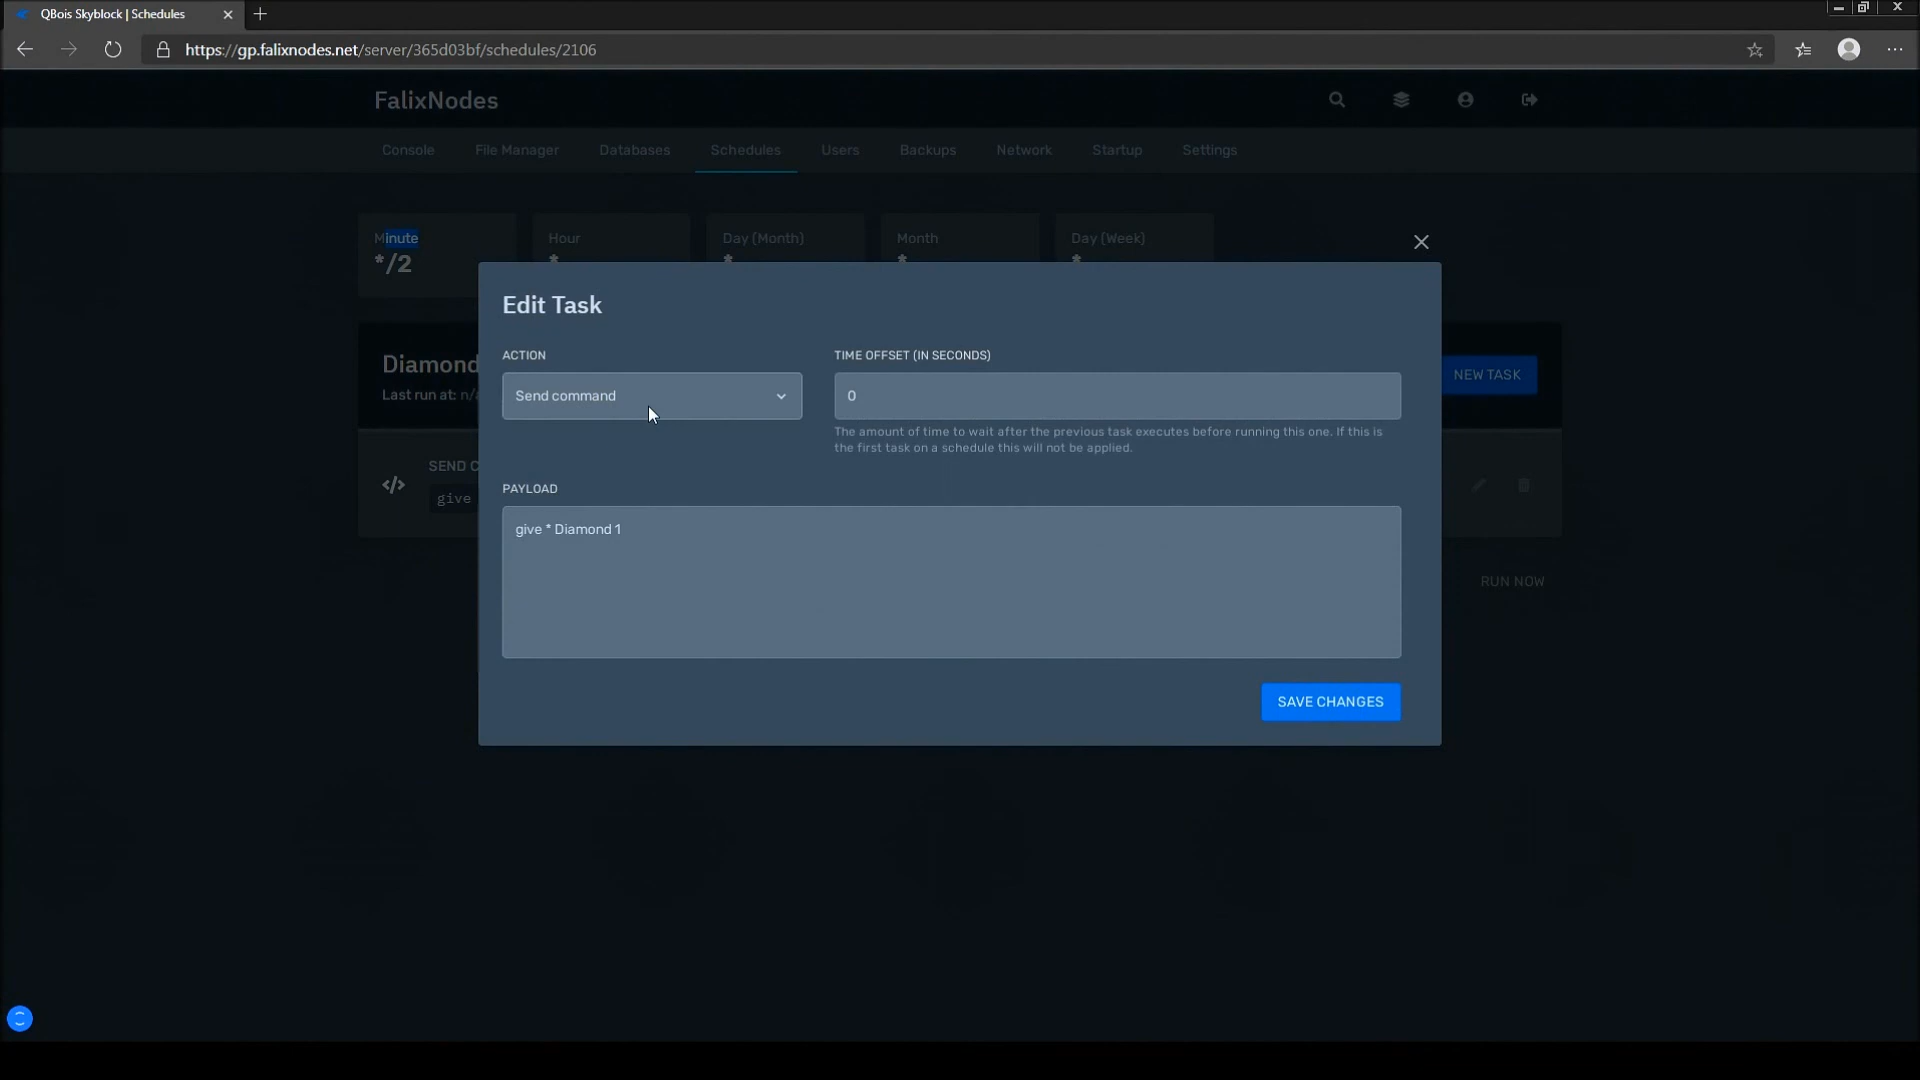 QBois Skyblock | Schedules
https://gp.falixnodes.net/server/365d03bf/schedules/2106
FalixNodes
Console File Manager Databases Schedules Users Backups Network Startup Settings
Minute Hour Day (Month) Month Day (Week)
*/2 * * * *
Edit Task
ACTION TIME OFFSET (IN SECONDS)
Diamond
NEW TASK
Last run at: n/a
Send command 0
The amount of time to wait after the previous task executes before running this one. If this is
the first task on a schedule this will not be applied.
SEND C
</>
give
PAYLOAD
give * Diamond 1
RUN NOW
SAVE CHANGES